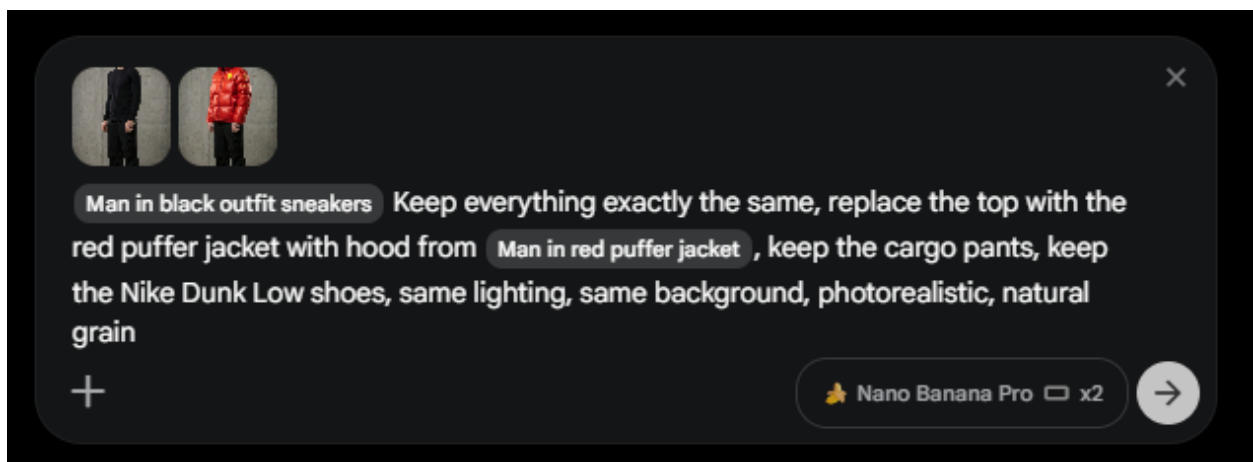 Man in black outfit sneakers Keep everything exactly the same, replace the top with the
red puffer jacket with hood from Man in red puffer jacket , keep the cargo pants, keep
the Nike Dunk Low shoes, same lighting, same background, photorealistic, natural
grain
Nano Banana Pro x2